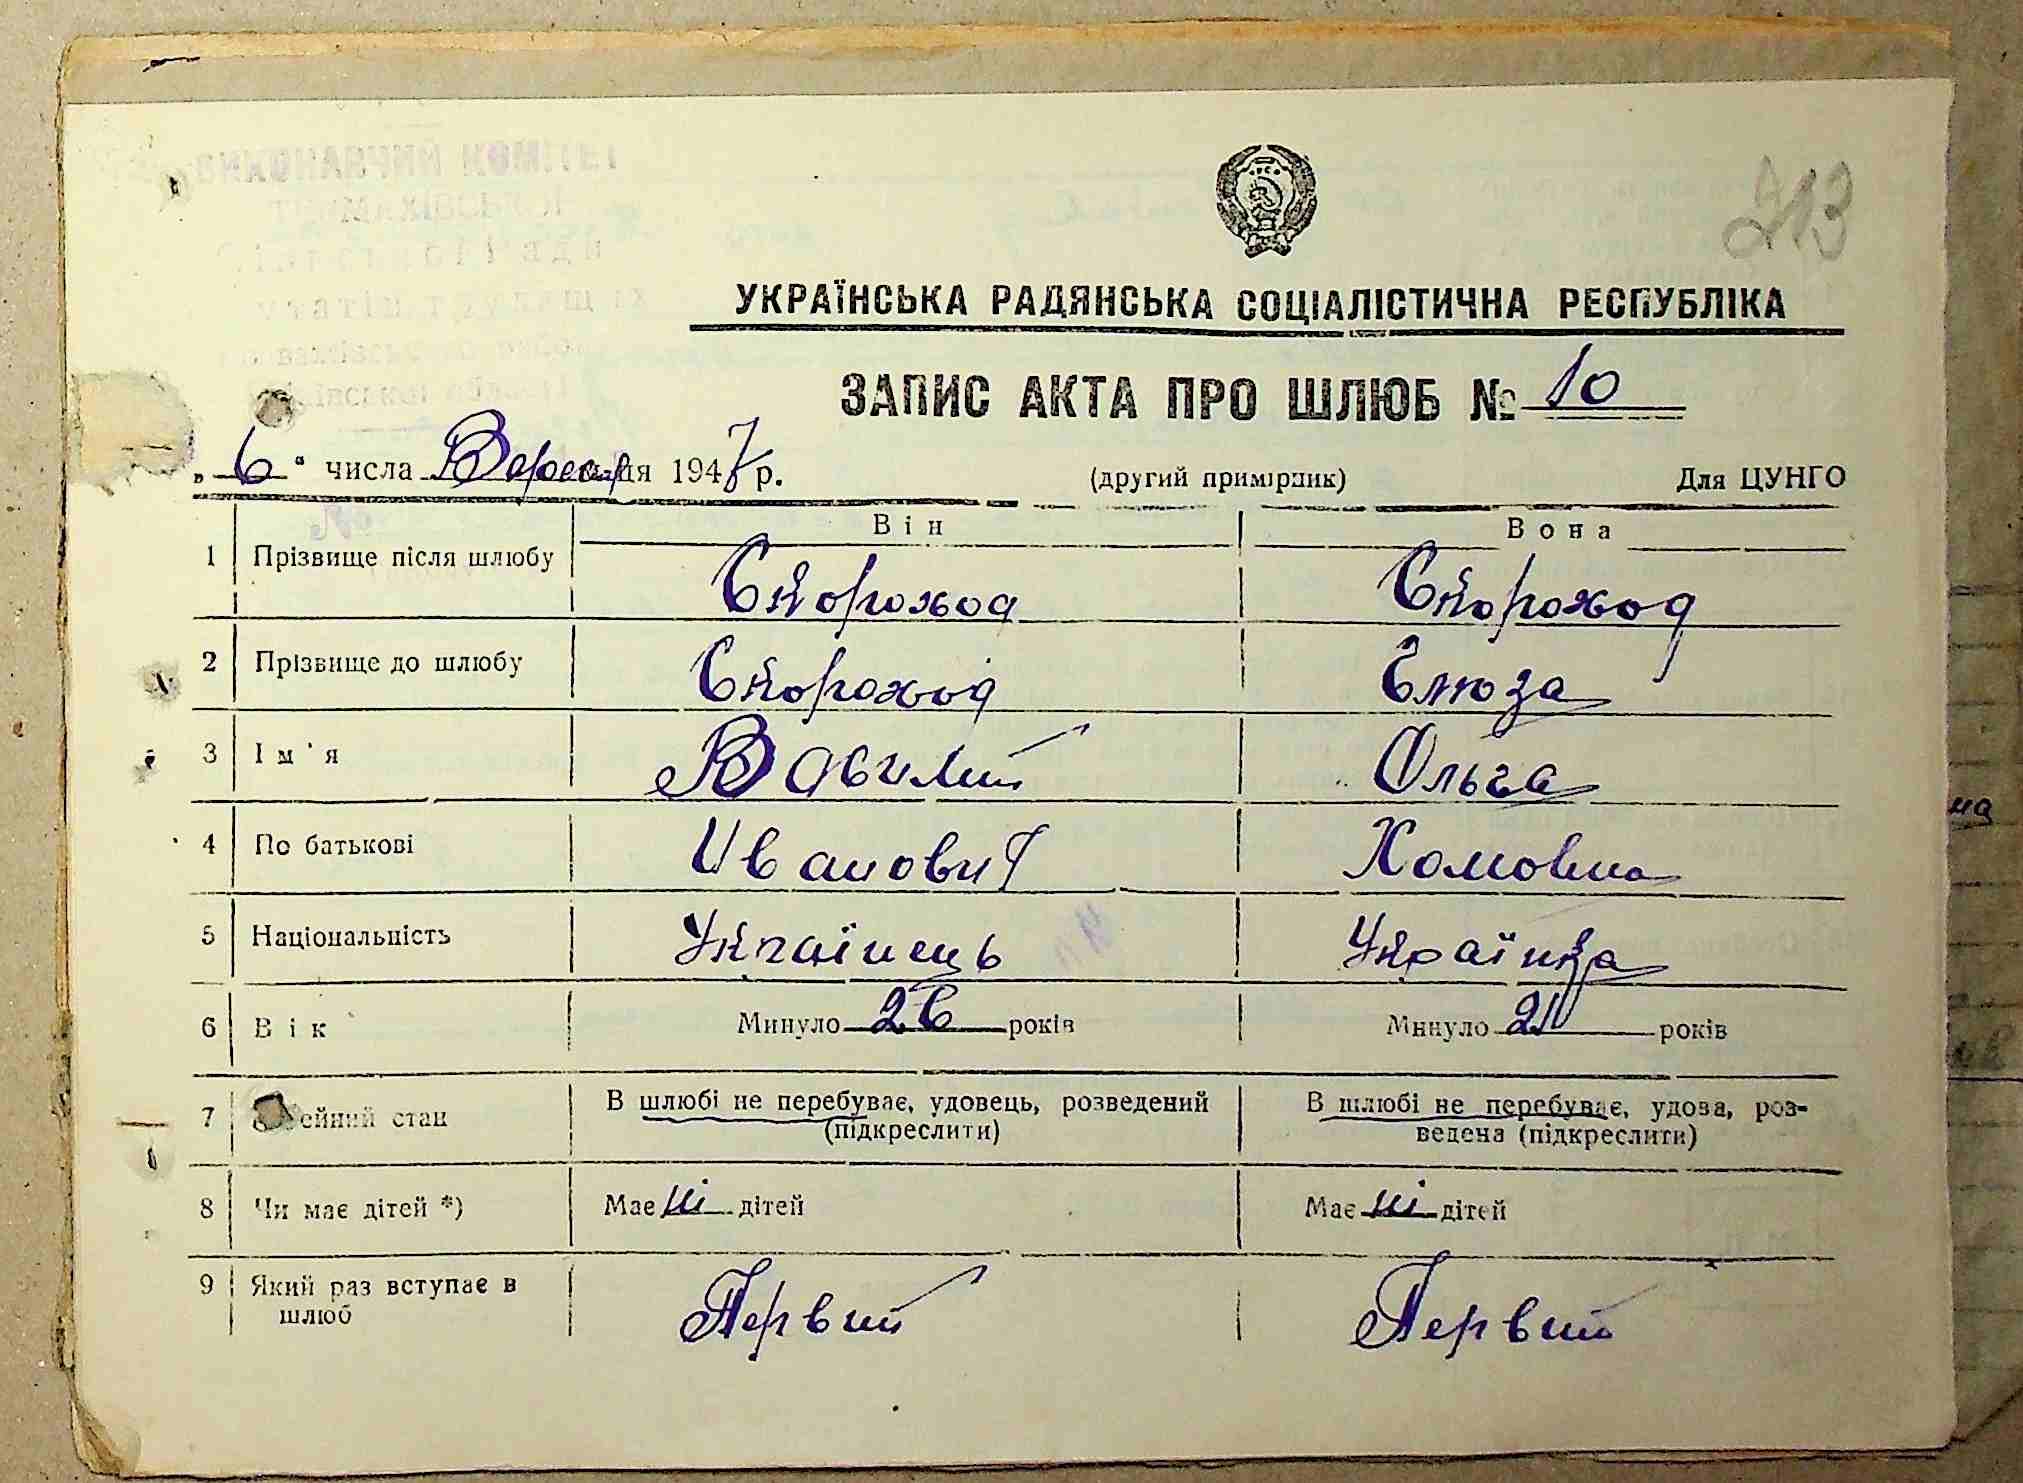 213
УКРАЇНСЬКА РАДЯНСЬКА СОЦІАЛІСТИЧНА РЕСПУБЛІКА
ЗАПИС АКТА ПРО ШЛЮБ № 10
„ 6 “ числа Вересня 1947 р. (другий примірник) Для ЦУНГО
Він Вона
1 Прізвище після шлюбу Скороход Скороход
2 Прізвище до шлюбу Скороход Слюза
3 Ім'я Василий Ольга
4 По батькові Иванович Хомовна
5 Національність Українець Українка
6 Вік Минуло 26 років Минуло 21 років
7 ейний стан В шлюбі не перебуває, удовець, розведений В шлюбі не перебуває, удова, роз-
(підкреслити) ведена (підкреслити)
8 Чи має дітей *) Має ні дітей Має ні дітей
9 Який раз вступає в Первий Первий
шлюб